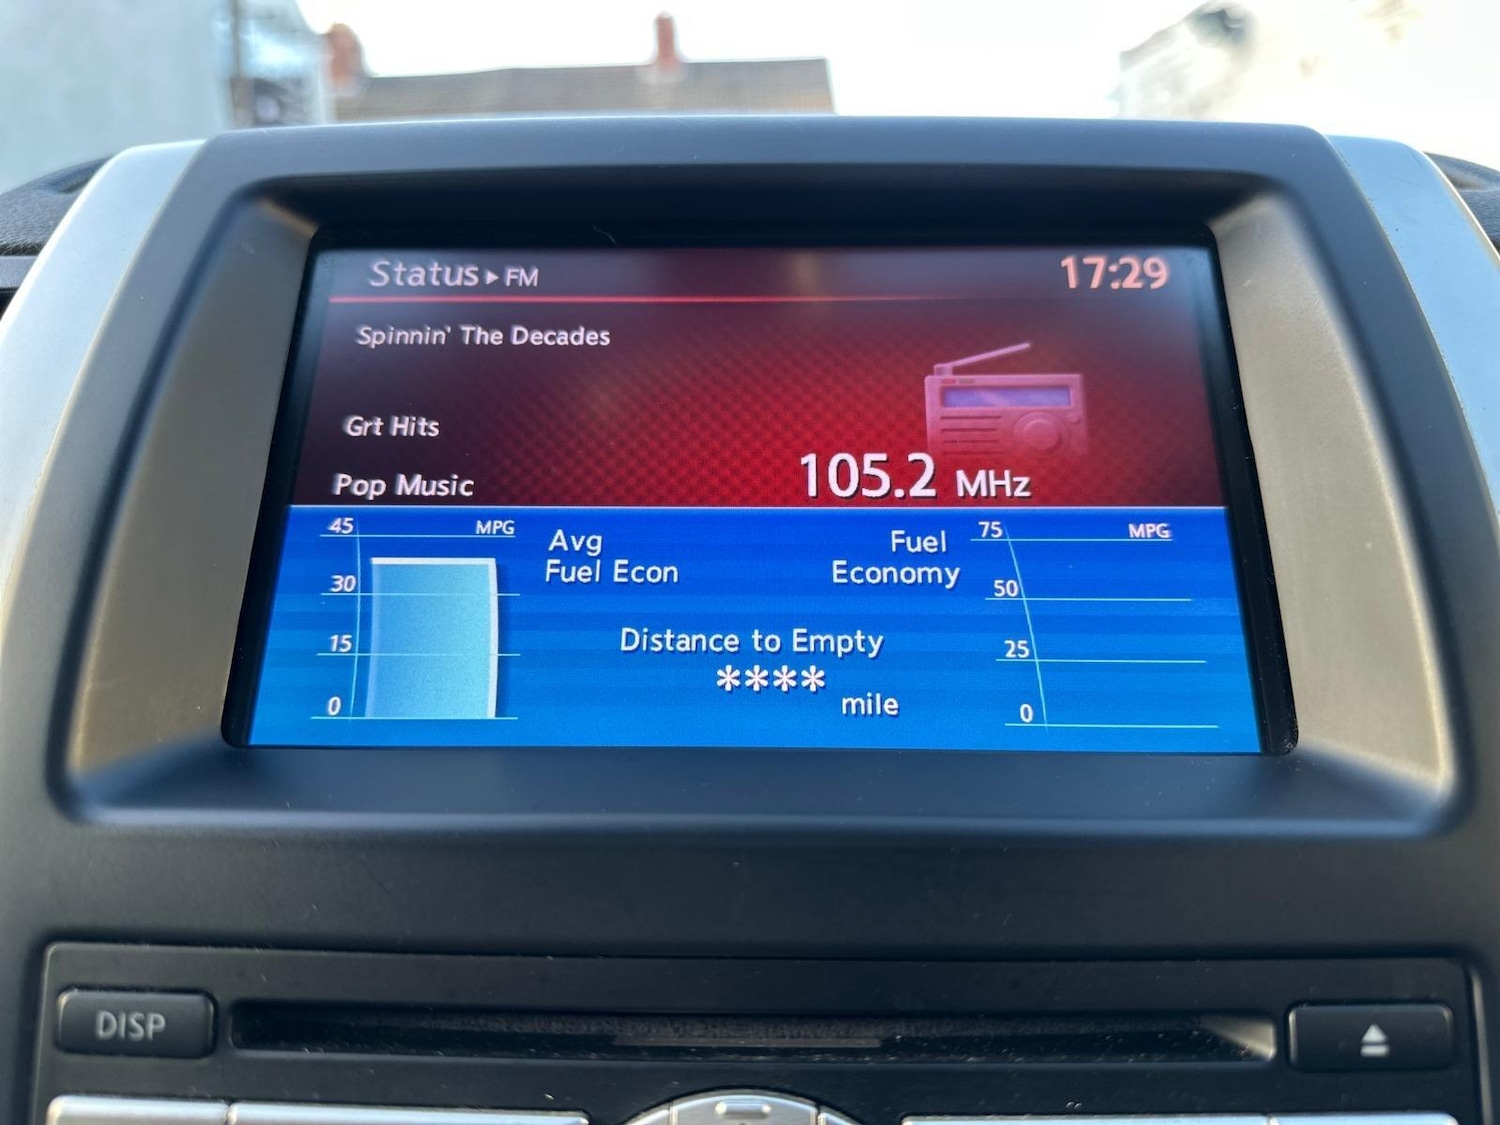 Status ▸ FM 17:29
Spinnin' The Decades
Grt Hits
105.2 MHz
Pop Music
45 MPG
30
15
0
Avg
Fuel Econ
Fuel
Economy
Distance to Empty
**** mile
75 MPG
50
25
0
DISP